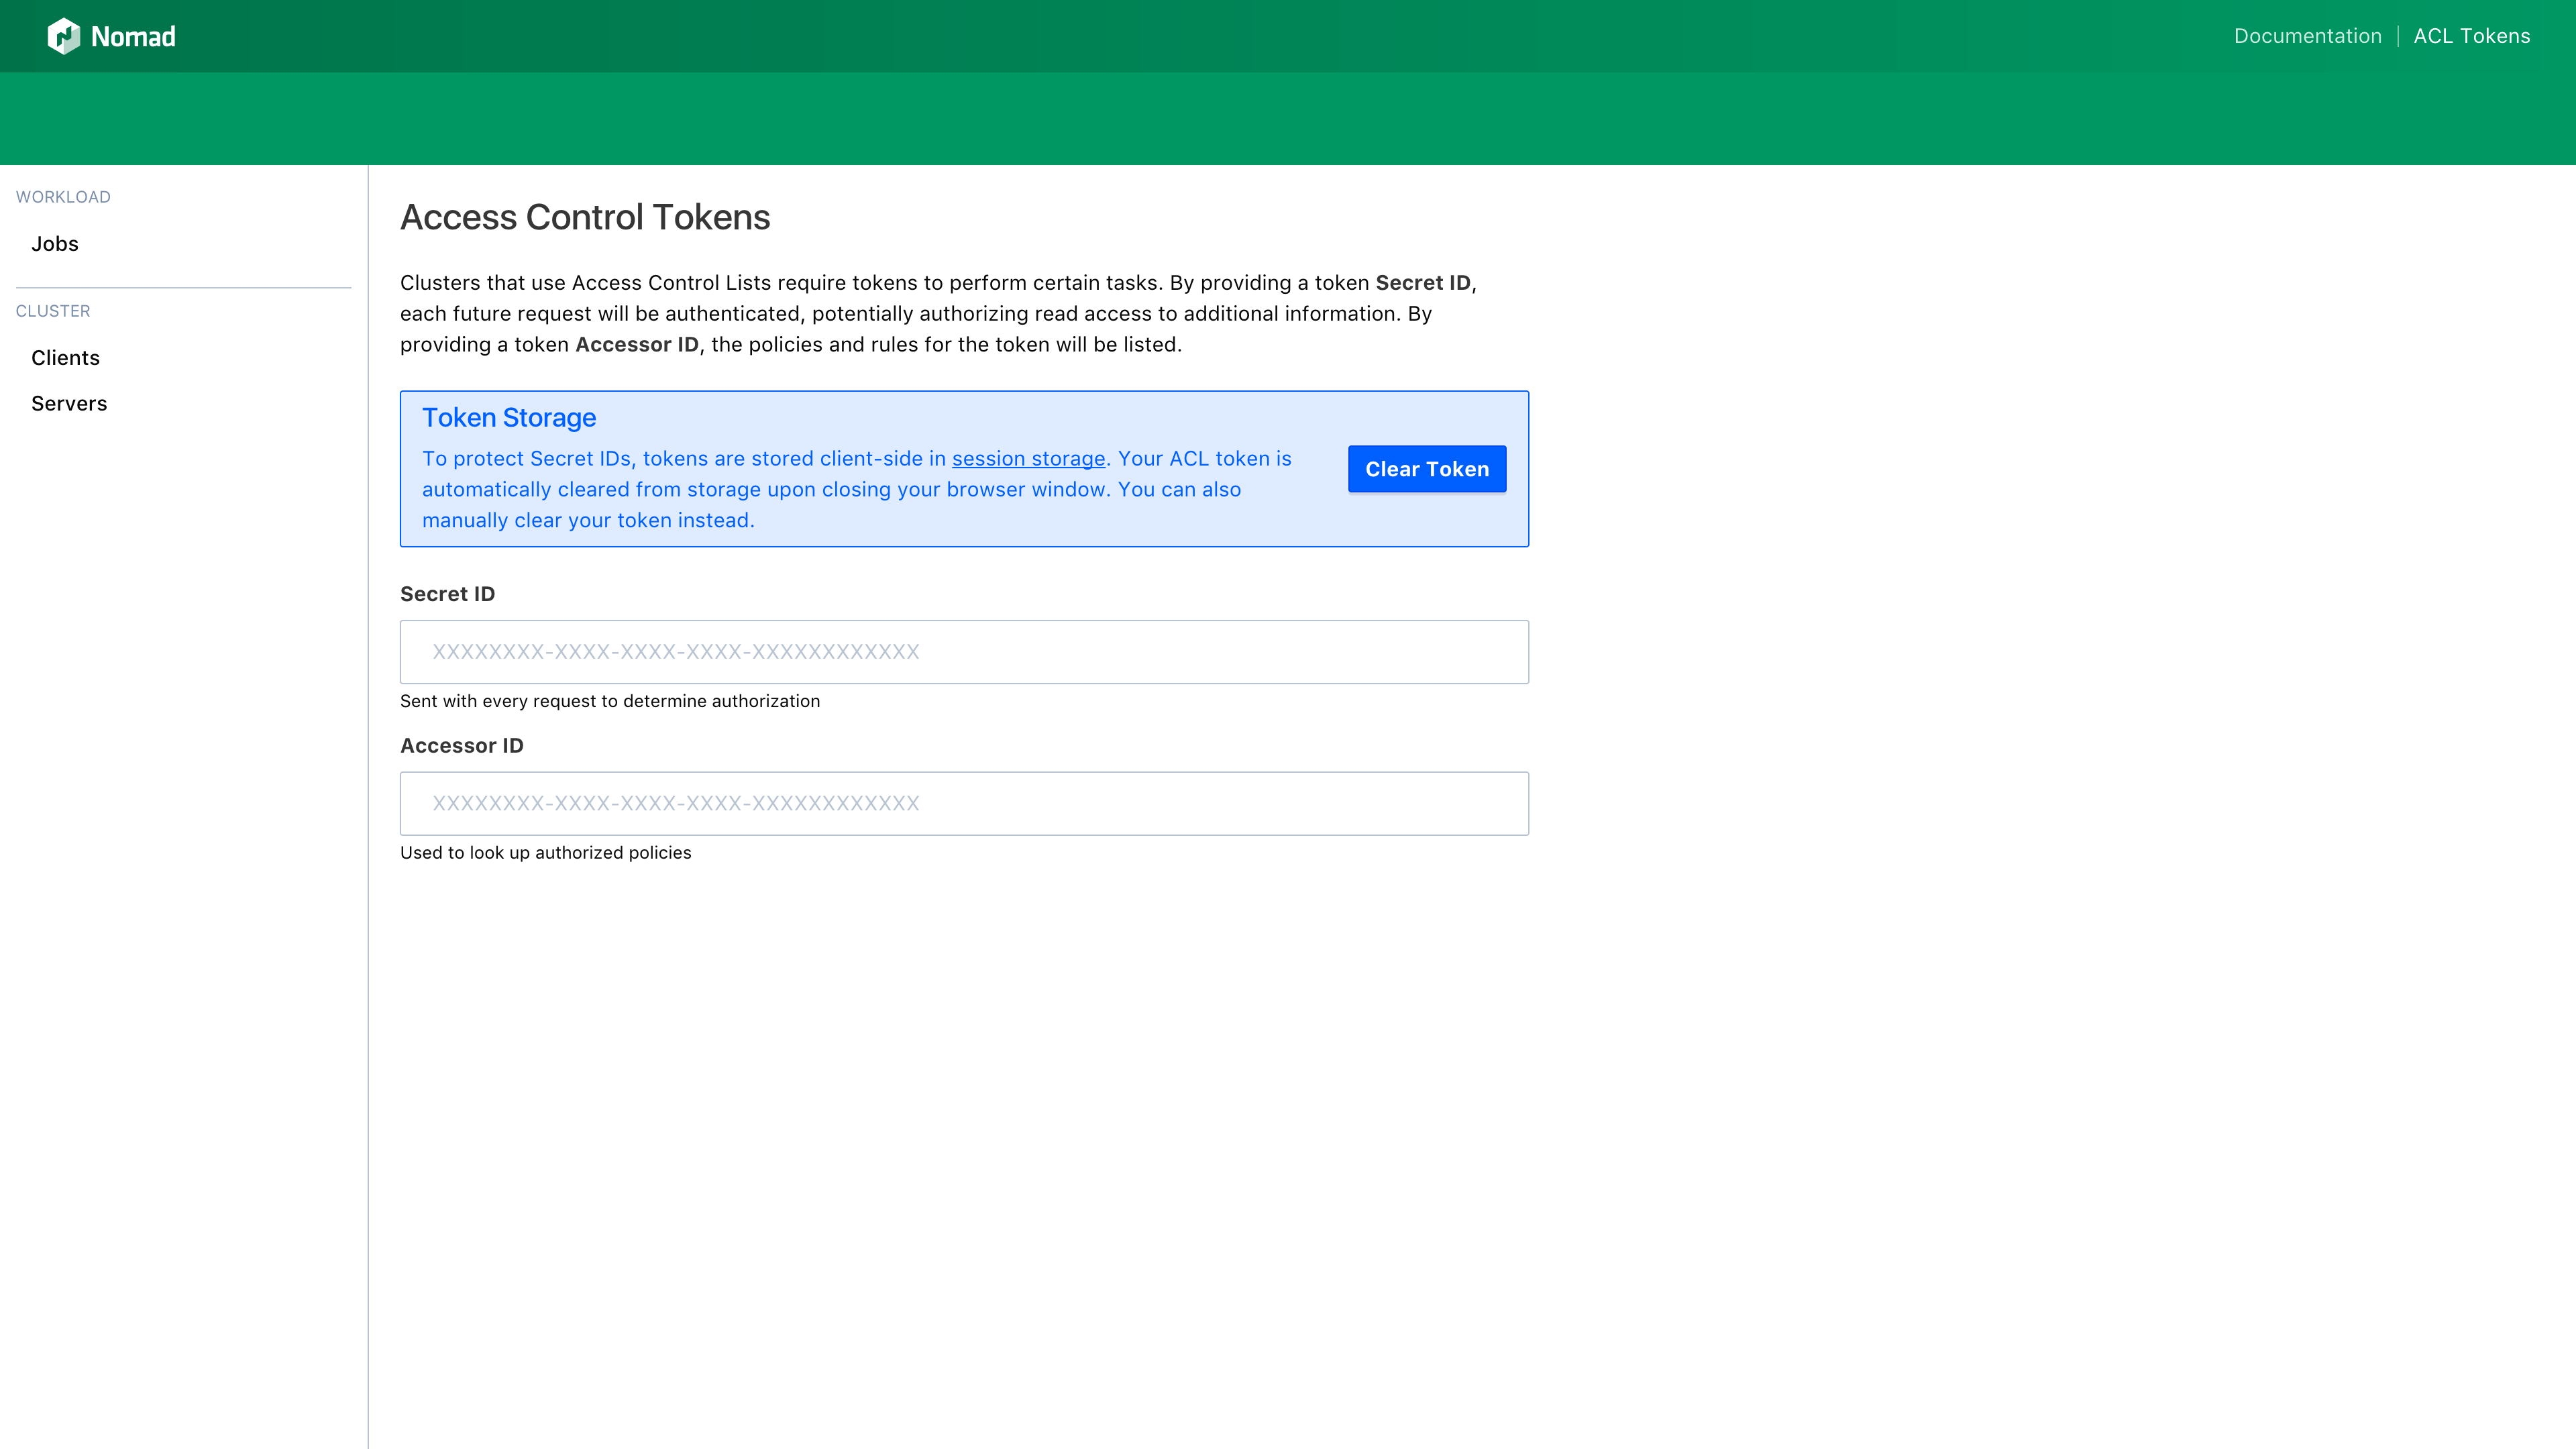 Nomad
Documentation
ACL Tokens
WORKLOAD
Jobs
CLUSTER
Clients
Servers
Access Control Tokens
Clusters that use Access Control Lists require tokens to perform certain tasks. By providing a token Secret ID,
each future request will be authenticated, potentially authorizing read access to additional information. By
providing a token Accessor ID, the policies and rules for the token will be listed.
Token Storage
To protect Secret IDs, tokens are stored client-side in session storage. Your ACL token is
automatically cleared from storage upon closing your browser window. You can also
manually clear your token instead.
Clear Token
Secret ID
XXXXXXXX-XXXX-XXXX-XXXX-XXXXXXXXXXXX
Sent with every request to determine authorization
Accessor ID
XXXXXXXX-XXXX-XXXX-XXXX-XXXXXXXXXXXX
Used to look up authorized policies